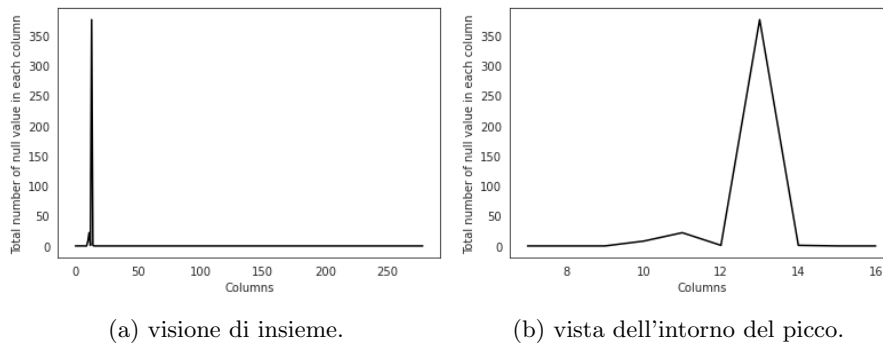 Total number of null value in each column
350
300
250
200
150
100
50
0
0 50 100 150 200 250
Columns
(a) visione di insieme.
Total number of null value in each column
350
300
250
200
150
100
50
0
8 10 12 14 16
Columns
(b) vista dell'intorno del picco.